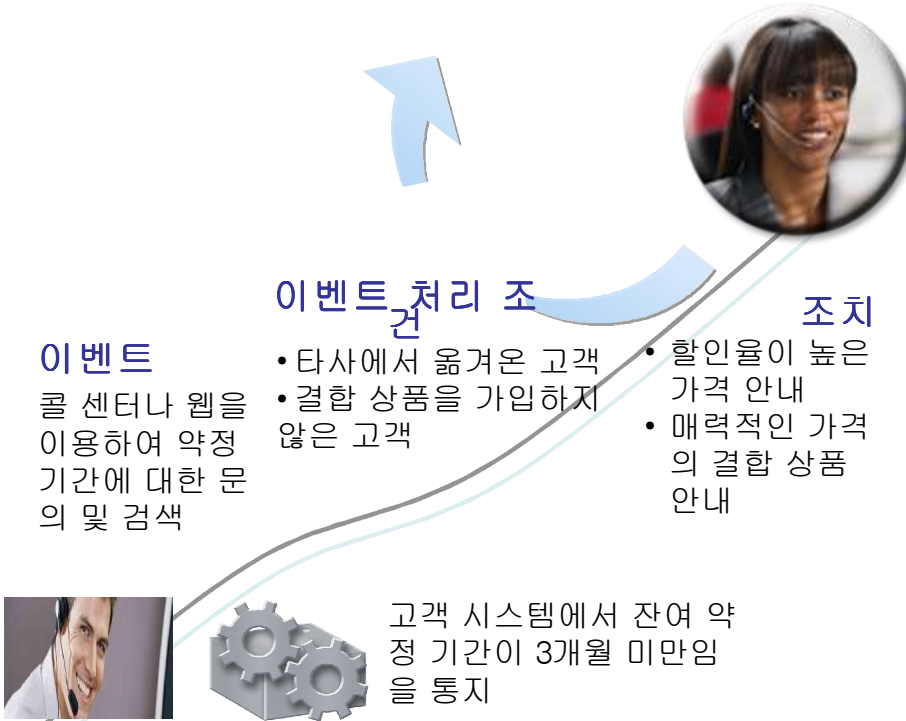 이벤트
콜 센터나 웹을
이용하여 약정
기간에 대한 문
의 및 검색
이벤트 처리 조
건
• 타사에서 옮겨온 고객
• 결합 상품을 가입하지
않은 고객
조치
• 할인율이 높은
가격 안내
• 매력적인 가격
의 결합 상품
안내
고객 시스템에서 잔여 약
정 기간이 3개월 미만임
을 통지